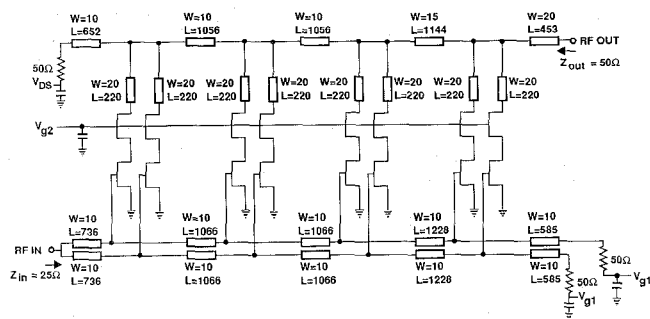 W=10
L=652
W=10
L=1056
W=10
L=1056
W=15
L=1144
W=20
L=453
RF OUT
Zout = 50Ω
50Ω
VDS
W=20
L=220
W=20
L=220
W=20
L=220
W=20
L=220
W=20
L=220
W=20
L=220
W=20
L=220
W=20
L=220
Vg2
W=10
L=736
W=10
L=1066
W=10
L=1066
W=10
L=1228
W=10
L=585
RF IN
Zin = 25Ω
W=10
L=736
W=10
L=1066
W=10
L=1066
W=10
L=1228
W=10
L=585
50Ω
Vg1
50Ω
Vg1